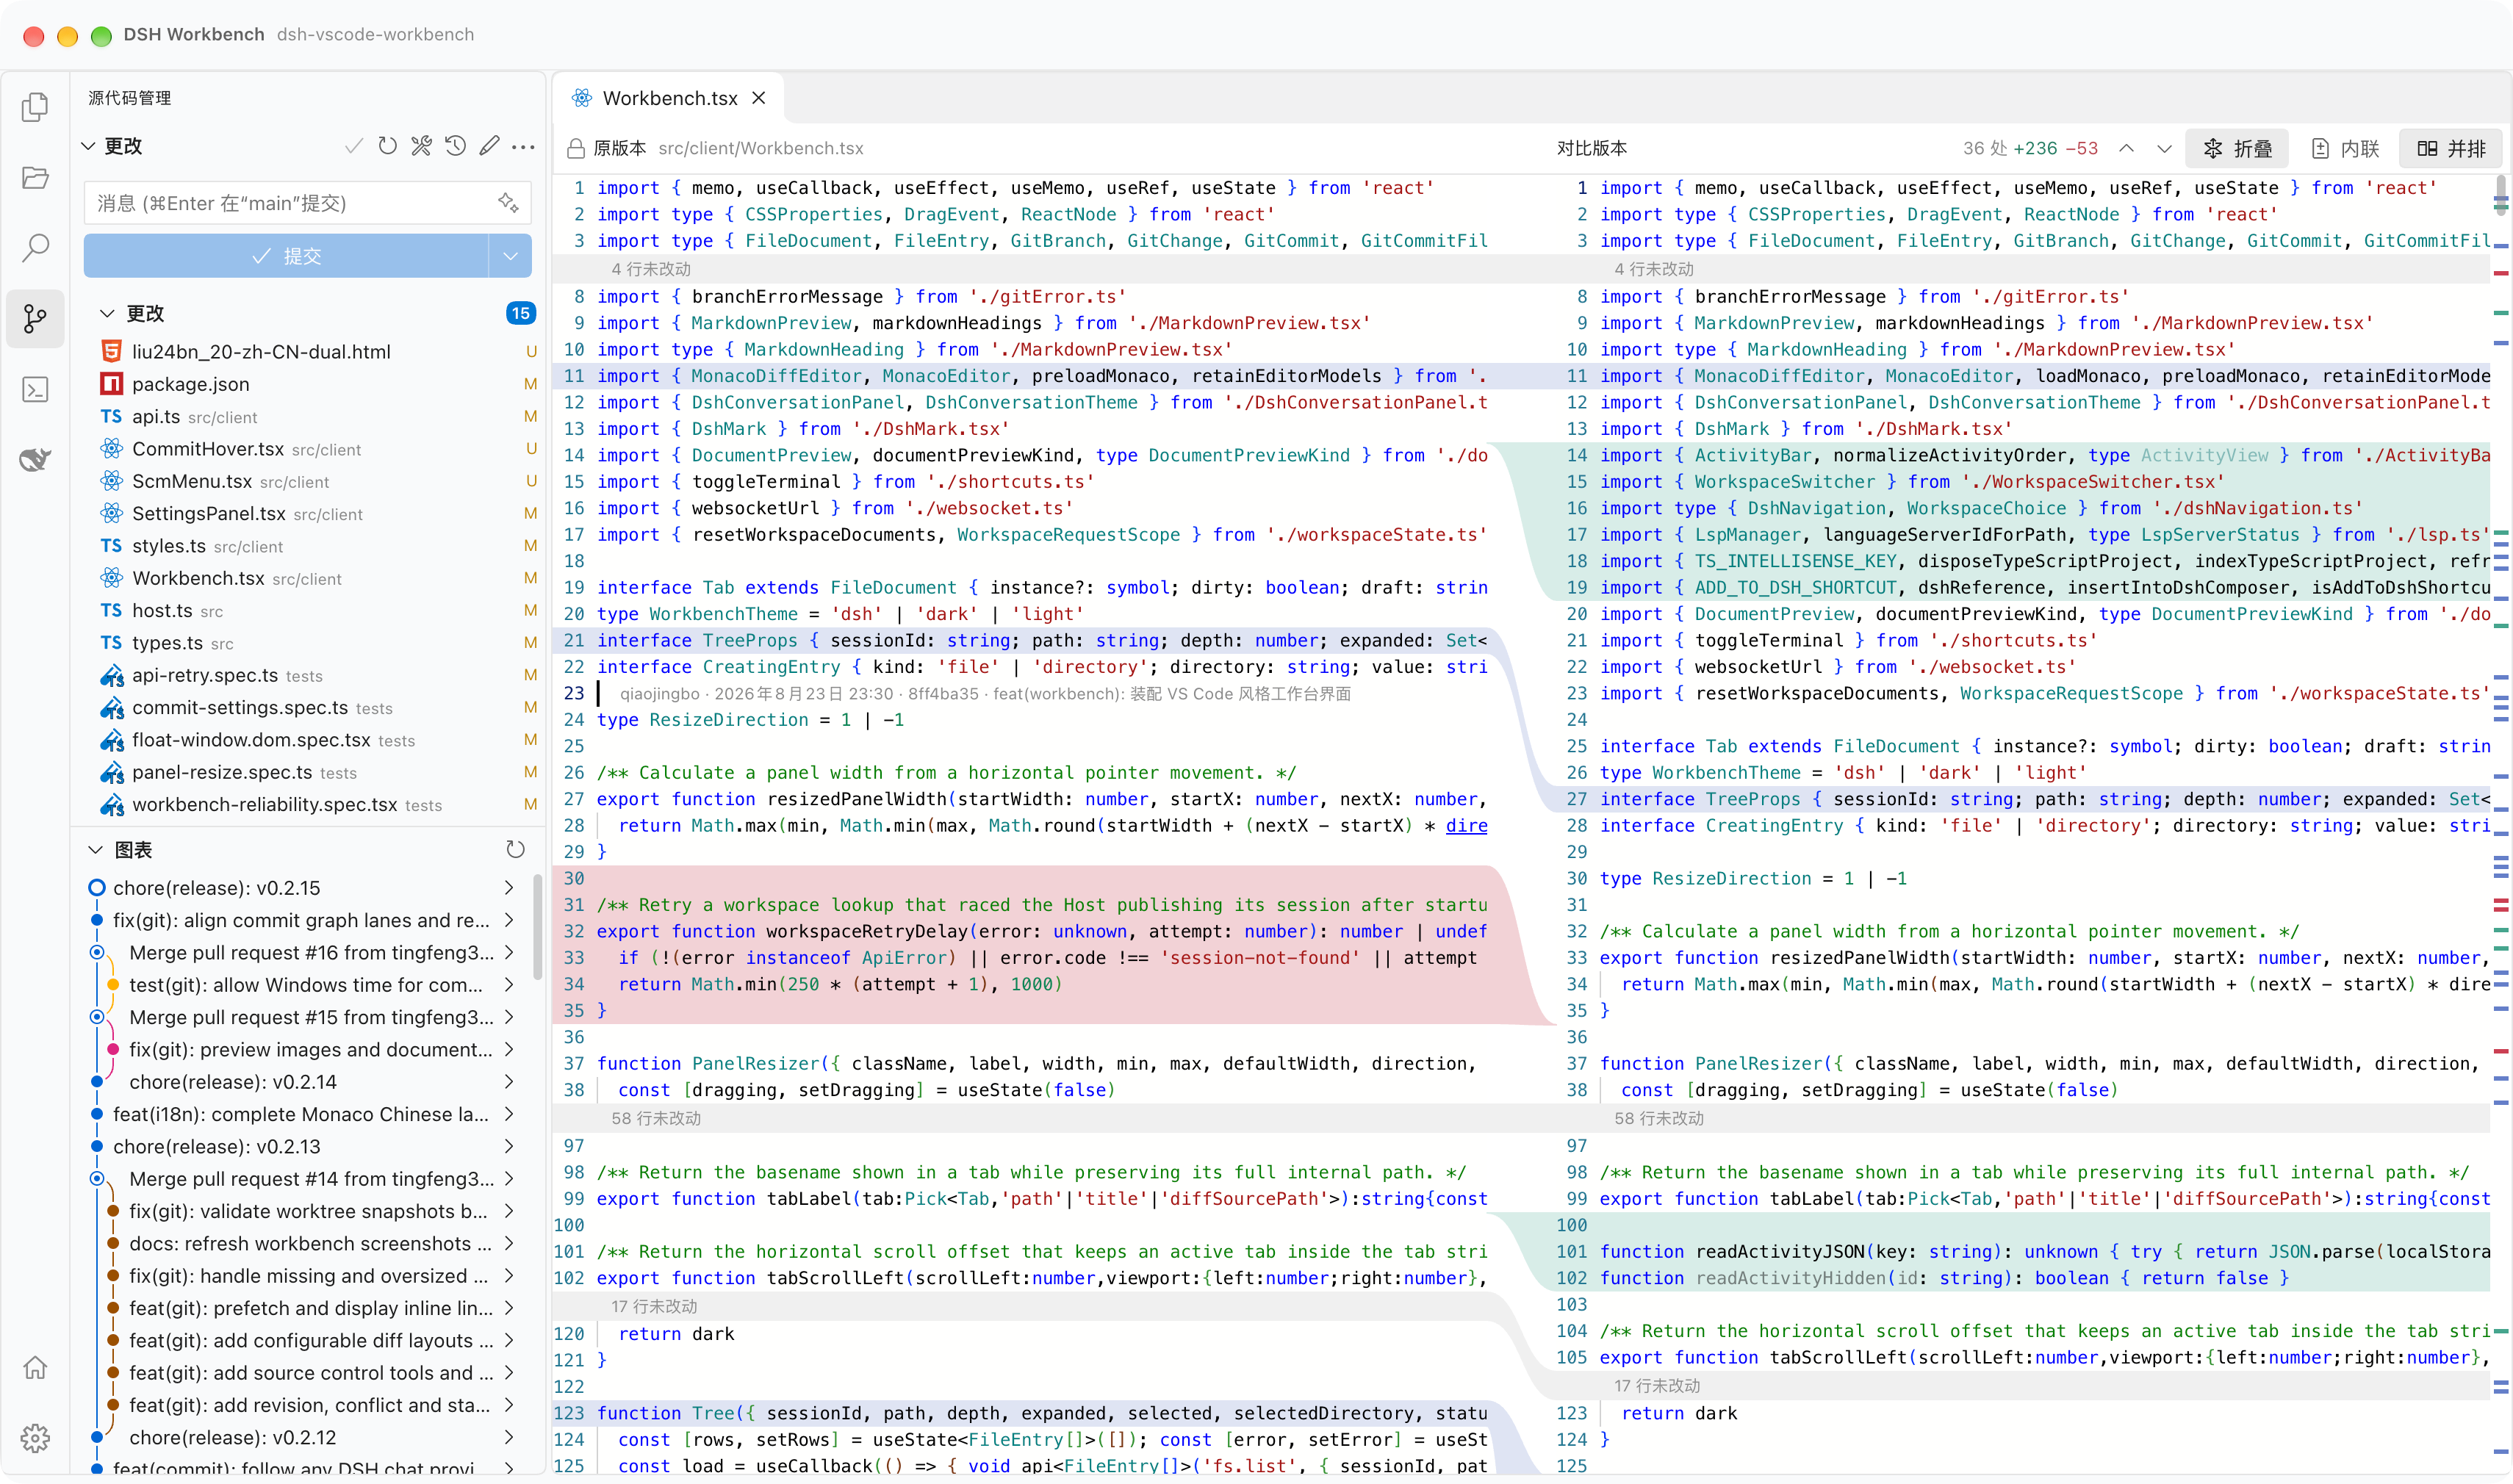 DSH Workbench dsh-vscode-workbench
源代码管理
更改
消息 (⌘Enter 在“main”提交)
提交
更改 15
liu24bn_20-zh-CN-dual.html U
package.json M
TS api.ts src/client M
CommitHover.tsx src/client U
ScmMenu.tsx src/client U
SettingsPanel.tsx src/client M
TS styles.ts src/client M
Workbench.tsx src/client M
TS host.ts src M
TS types.ts src M
api-retry.spec.ts tests M
commit-settings.spec.ts tests M
float-window.dom.spec.tsx tests M
panel-resize.spec.ts tests M
workbench-reliability.spec.tsx tests M
图表
chore(release): v0.2.15
fix(git): align commit graph lanes and re...
Merge pull request #16 from tingfeng3...
test(git): allow Windows time for com...
Merge pull request #15 from tingfeng3...
fix(git): preview images and document...
chore(release): v0.2.14
feat(i18n): complete Monaco Chinese la...
chore(release): v0.2.13
Merge pull request #14 from tingfeng3...
fix(git): validate worktree snapshots b...
docs: refresh workbench screenshots ...
fix(git): handle missing and oversized ...
feat(git): prefetch and display inline lin...
feat(git): add configurable diff layouts ...
feat(git): add source control tools and ...
feat(git): add revision, conflict and sta...
chore(release): v0.2.12
feat(commit): follow any DSH chat provi
Workbench.tsx
原版本 src/client/Workbench.tsx
1 import { memo, useCallback, useEffect, useMemo, useRef, useState } from 'react'
2 import type { CSSProperties, DragEvent, ReactNode } from 'react'
3 import type { FileDocument, FileEntry, GitBranch, GitChange, GitCommit, GitCommitFil
4 行未改动
8 import { branchErrorMessage } from './gitError.ts'
9 import { MarkdownPreview, markdownHeadings } from './MarkdownPreview.tsx'
10 import type { MarkdownHeading } from './MarkdownPreview.tsx'
11 import { MonacoDiffEditor, MonacoEditor, preloadMonaco, retainEditorModels } from '.
12 import { DshConversationPanel, DshConversationTheme } from './DshConversationPanel.t
13 import { DshMark } from './DshMark.tsx'
14 import { DocumentPreview, documentPreviewKind, type DocumentPreviewKind } from './do
15 import { toggleTerminal } from './shortcuts.ts'
16 import { websocketUrl } from './websocket.ts'
17 import { resetWorkspaceDocuments, WorkspaceRequestScope } from './workspaceState.ts'
18
19 interface Tab extends FileDocument { instance?: symbol; dirty: boolean; draft: strin
20 type WorkbenchTheme = 'dsh' | 'dark' | 'light'
21 interface TreeProps { sessionId: string; path: string; depth: number; expanded: Set<
22 interface CreatingEntry { kind: 'file' | 'directory'; directory: string; value: stri
23 qiaojingbo · 2026年8月23日 23:30 · 8ff4ba35 · feat(workbench): 装配 VS Code 风格工作台界面
24 type ResizeDirection = 1 | -1
25
26 /** Calculate a panel width from a horizontal pointer movement. */
27 export function resizedPanelWidth(startWidth: number, startX: number, nextX: number,
28 return Math.max(min, Math.min(max, Math.round(startWidth + (nextX - startX) * dire
29 }
30
31 /** Retry a workspace lookup that raced the Host publishing its session after startu
32 export function workspaceRetryDelay(error: unknown, attempt: number): number | undef
33 if (!(error instanceof ApiError) || error.code !== 'session-not-found' || attempt
34 return Math.min(250 * (attempt + 1), 1000)
35 }
36
37 function PanelResizer({ className, label, width, min, max, defaultWidth, direction,
38 const [dragging, setDragging] = useState(false)
58 行未改动
97
98 /** Return the basename shown in a tab while preserving its full internal path. */
99 export function tabLabel(tab:Pick<Tab,'path'|'title'|'diffSourcePath'>):string{const
100
101 /** Return the horizontal scroll offset that keeps an active tab inside the tab stri
102 export function tabScrollLeft(scrollLeft:number,viewport:{left:number;right:number},
17 行未改动
120 return dark
121 }
122
123 function Tree({ sessionId, path, depth, expanded, selected, selectedDirectory, statu
124 const [rows, setRows] = useState<FileEntry[]>([]); const [error, setError] = useSt
125 const load = useCallback(() => { void api<FileEntry[]>('fs.list', { sessionId, pat
对比版本 36 处 +236 −53 折叠 内联 并排
1 import { memo, useCallback, useEffect, useMemo, useRef, useState } from 'react'
2 import type { CSSProperties, DragEvent, ReactNode } from 'react'
3 import type { FileDocument, FileEntry, GitBranch, GitChange, GitCommit, GitCommitFil
4 行未改动
8 import { branchErrorMessage } from './gitError.ts'
9 import { MarkdownPreview, markdownHeadings } from './MarkdownPreview.tsx'
10 import type { MarkdownHeading } from './MarkdownPreview.tsx'
11 import { MonacoDiffEditor, MonacoEditor, loadMonaco, preloadMonaco, retainEditorMode
12 import { DshConversationPanel, DshConversationTheme } from './DshConversationPanel.t
13 import { DshMark } from './DshMark.tsx'
14 import { ActivityBar, normalizeActivityOrder, type ActivityView } from './ActivityBa
15 import { WorkspaceSwitcher } from './WorkspaceSwitcher.tsx'
16 import type { DshNavigation, WorkspaceChoice } from './dshNavigation.ts'
17 import { LspManager, languageServerIdForPath, type LspServerStatus } from './lsp.ts'
18 import { TS_INTELLISENSE_KEY, disposeTypeScriptProject, indexTypeScriptProject, refr
19 import { ADD_TO_DSH_SHORTCUT, dshReference, insertIntoDshComposer, isAddToDshShortcu
20 import { DocumentPreview, documentPreviewKind, type DocumentPreviewKind } from './do
21 import { toggleTerminal } from './shortcuts.ts'
22 import { websocketUrl } from './websocket.ts'
23 import { resetWorkspaceDocuments, WorkspaceRequestScope } from './workspaceState.ts'
24
25 interface Tab extends FileDocument { instance?: symbol; dirty: boolean; draft: strin
26 type WorkbenchTheme = 'dsh' | 'dark' | 'light'
27 interface TreeProps { sessionId: string; path: string; depth: number; expanded: Set<
28 interface CreatingEntry { kind: 'file' | 'directory'; directory: string; value: stri
29
30 type ResizeDirection = 1 | -1
31
32 /** Calculate a panel width from a horizontal pointer movement. */
33 export function resizedPanelWidth(startWidth: number, startX: number, nextX: number,
34 return Math.max(min, Math.min(max, Math.round(startWidth + (nextX - startX) * dire
35 }
36
37 function PanelResizer({ className, label, width, min, max, defaultWidth, direction,
38 const [dragging, setDragging] = useState(false)
58 行未改动
97
98 /** Return the basename shown in a tab while preserving its full internal path. */
99 export function tabLabel(tab:Pick<Tab,'path'|'title'|'diffSourcePath'>):string{const
100
101 function readActivityJSON(key: string): unknown { try { return JSON.parse(localStora
102 function readActivityHidden(id: string): boolean { return false }
103
104 /** Return the horizontal scroll offset that keeps an active tab inside the tab stri
105 export function tabScrollLeft(scrollLeft:number,viewport:{left:number;right:number},
17 行未改动
123 return dark
124 }
125